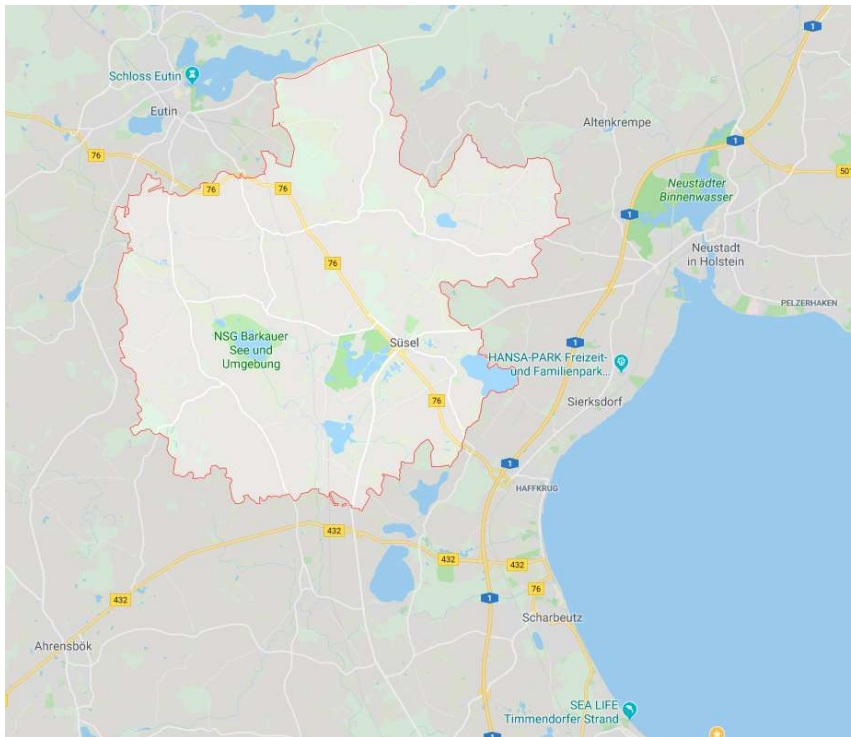 1
Schloss Eutin
Eutin
Altenkrempe
76
1
501
76
76
Neustädter
Binnenwasser
1
Neustadt
in Holstein
76
PELZERHAKEN
NSG Barkauer
See und
Umgebung
Süsel
1
HANSA-PARK Freizeit-
und Familienpark...
76
Sierksdorf
1
HAFFKRUG
432
432
432
76
432
1
Scharbeutz
Ahrensbök
SEA LIFE
Timmendorfer Strand